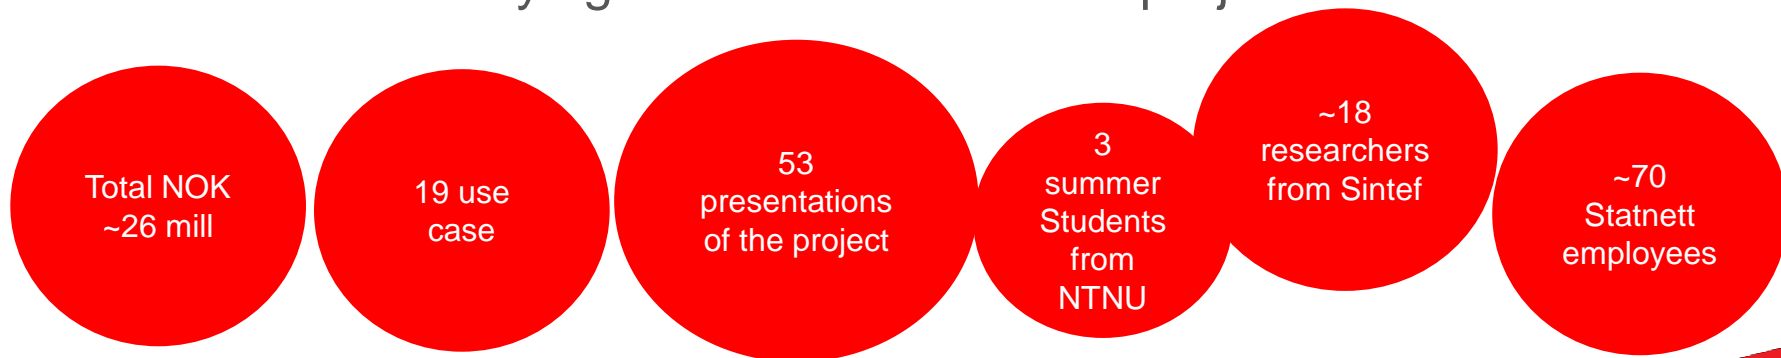 Total NOK
~26 mill
19 use
case
53
presentations
of the project
3
summer
Students
from
NTNU
~18
researchers
from Sintef
~70
Statnett
employees